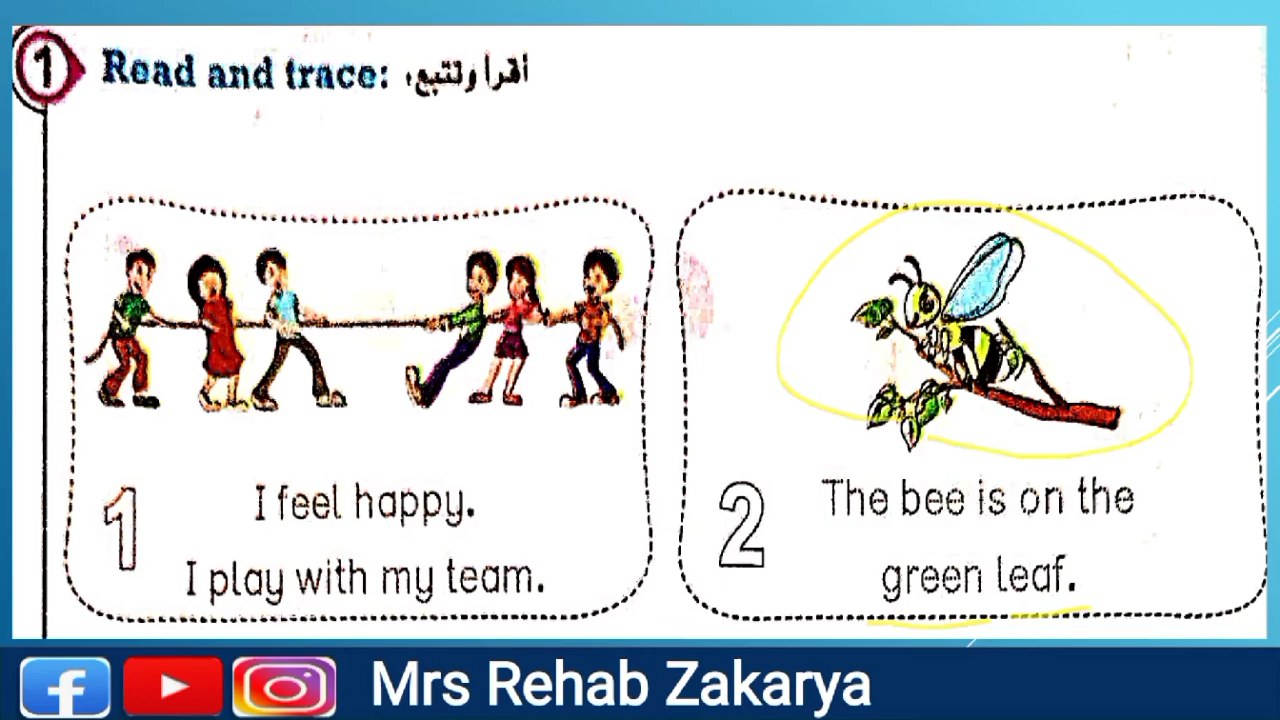 1 Read and trace: اقرأ وتتبع:
1
I feel happy.
I play with my team.
2
The bee is on the
green leaf.
Mrs Rehab Zakarya